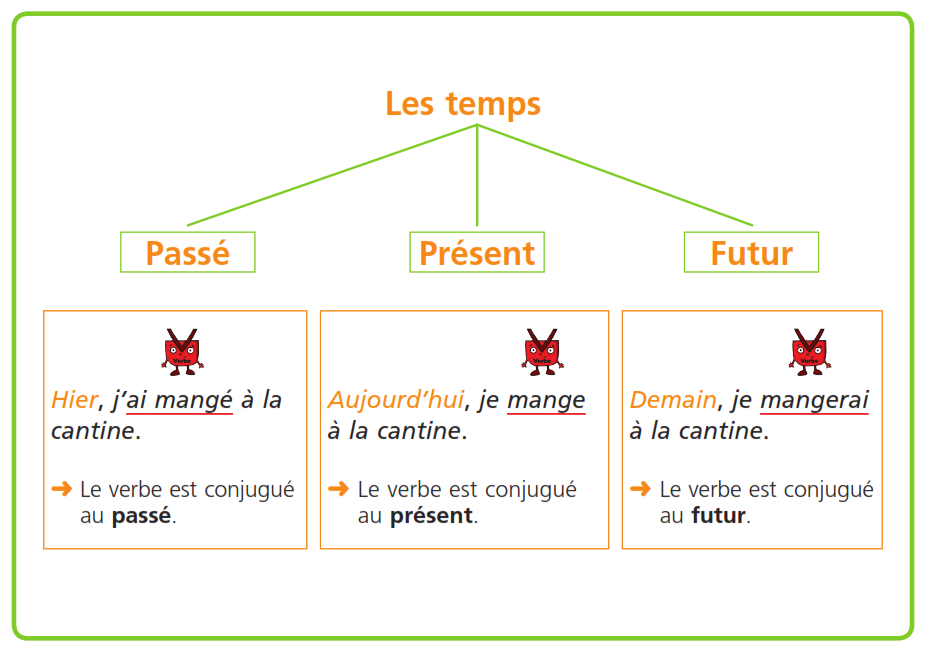 Les temps
Passé
Présent
Futur
Verbe
Hier, j’ai mangé à la
cantine.
➜ Le verbe est conjugué
au passé.
Verbe
Aujourd’hui, je mange
à la cantine.
➜ Le verbe est conjugué
au présent.
Verbe
Demain, je mangerai
à la cantine.
➜ Le verbe est conjugué
au futur.